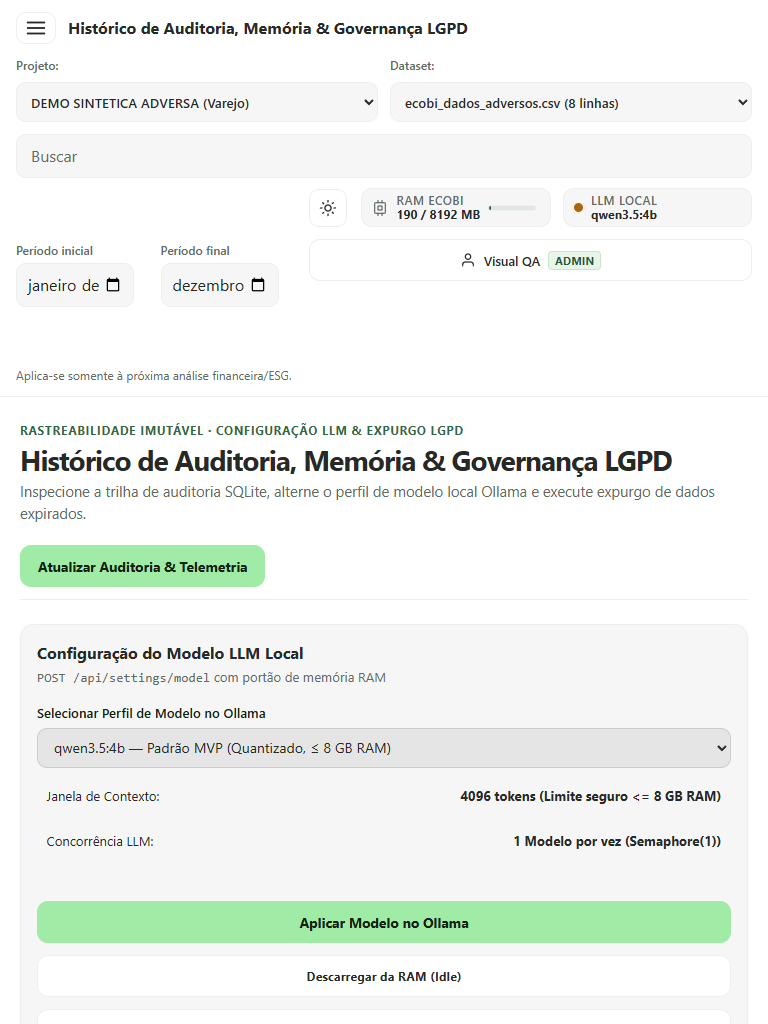 Histórico de Auditoria, Memória & Governança LGPD
Projeto:
Dataset:
DEMO SINTETICA ADVERSA (Varejo)
ecobi_dados_adversos.csv (8 linhas)
Buscar
RAM ECOBI
190 / 8192 MB
LLM LOCAL
qwen3.5:4b
Período inicial
Período final
janeiro de
dezembro
Visual QA
ADMIN
Aplica-se somente à próxima análise financeira/ESG.
RASTREABILIDADE IMUTÁVEL · CONFIGURAÇÃO LLM & EXPURGO LGPD
Histórico de Auditoria, Memória & Governança LGPD
Inspecione a trilha de auditoria SQLite, alterne o perfil de modelo local Ollama e execute expurgo de dados
expirados.
Atualizar Auditoria & Telemetria
Configuração do Modelo LLM Local
POST /api/settings/model com portão de memória RAM
Selecionar Perfil de Modelo no Ollama
qwen3.5:4b — Padrão MVP (Quantizado, ≤ 8 GB RAM)
Janela de Contexto:
4096 tokens (Limite seguro <= 8 GB RAM)
Concorrência LLM:
1 Modelo por vez (Semaphore(1))
Aplicar Modelo no Ollama
Descarregar da RAM (Idle)